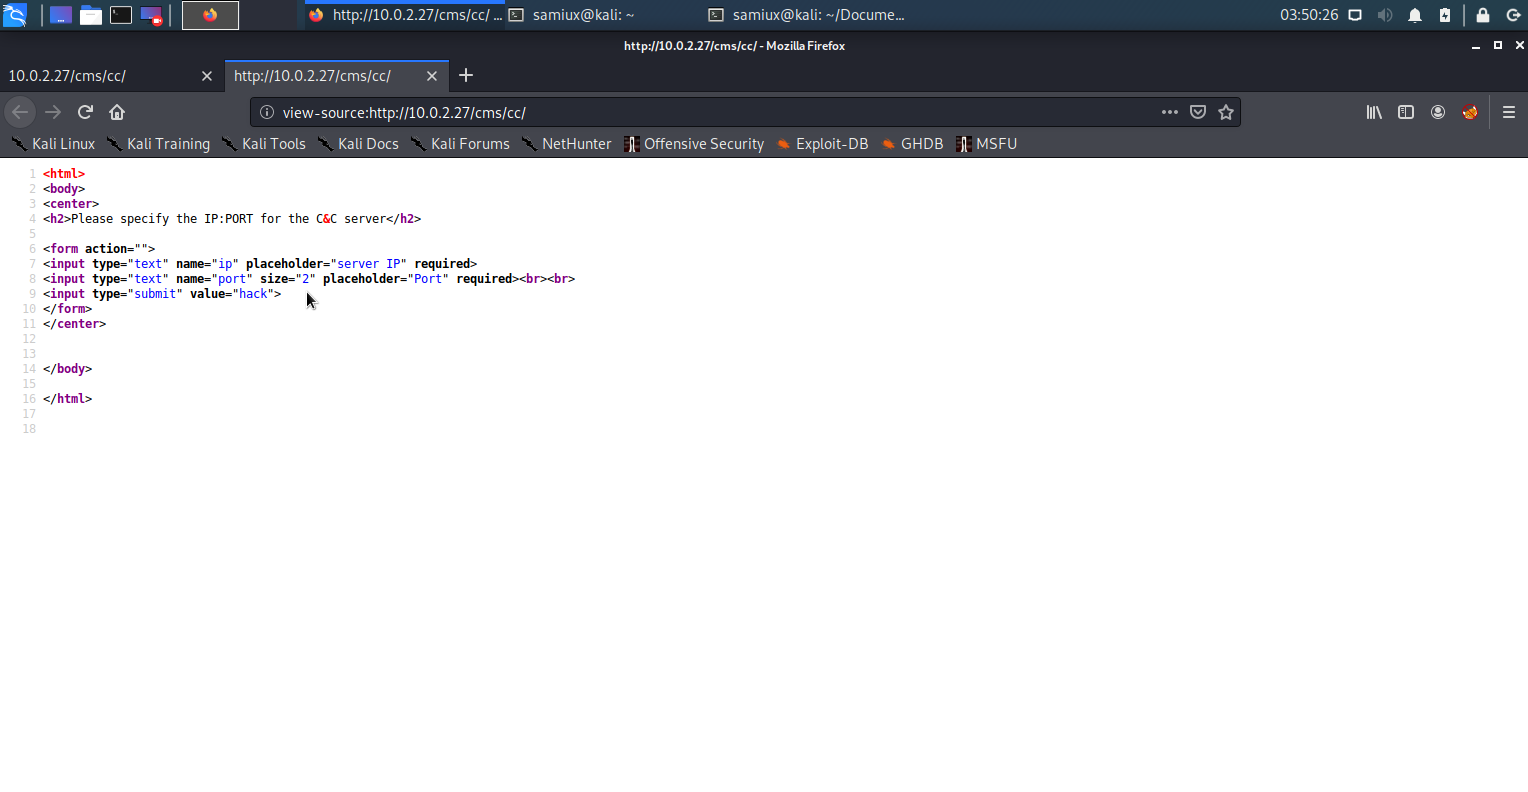 http://10.0.2.27/cms/cc/ ... samiux@kali: ~ samiux@kali: ~/Docume... 03:50:26
http://10.0.2.27/cms/cc/ - Mozilla Firefox
10.0.2.27/cms/cc/ http://10.0.2.27/cms/cc/
view-source:http://10.0.2.27/cms/cc/
Kali Linux Kali Training Kali Tools Kali Docs Kali Forums NetHunter Offensive Security Exploit-DB GHDB MSFU
1 <html>
2 <body>
3 <center>
4 <h2>Please specify the IP:PORT for the C&C server</h2>
5
6 <form action="">
7 <input type="text" name="ip" placeholder="server IP" required>
8 <input type="text" name="port" size="2" placeholder="Port" required><br><br>
9 <input type="submit" value="hack">
10 </form>
11 </center>
12
13
14 </body>
15
16 </html>
17
18